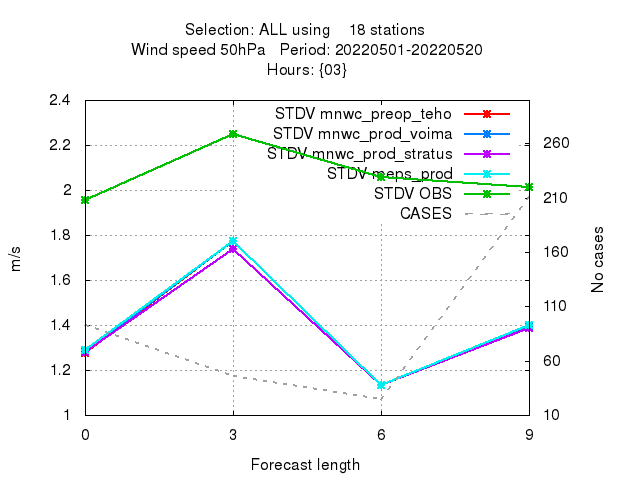 Selection: ALL using 18 stations
Wind speed 50hPa Period: 20220501-20220520
Hours: {03}
STDV mnwc_preop_teho
STDV mnwc_prod_voima
STDV mnwc_prod_stratus
STDV meps_prod
STDV OBS
CASES
2.4
2.2
2
1.8
1.6
1.4
1.2
1
260
210
160
110
60
10
0 3 6 9
m/s
No cases
Forecast length